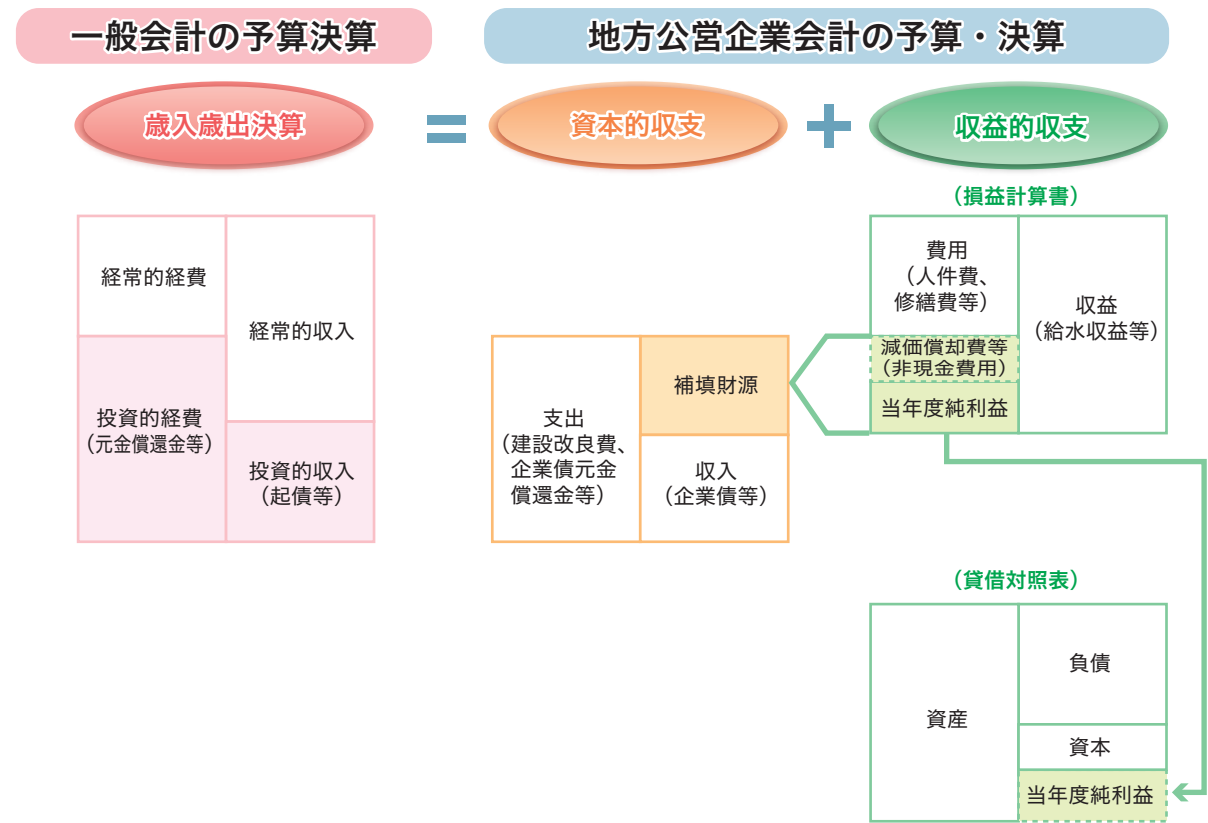 一般会計の予算決算
地方公営企業会計の予算・決算
歳入歳出決算
=
資本的収支
+
収益的収支
(損益計算書)
経常的経費
経常的収入
投資的経費
(元金償還金等)
投資的収入
(起債等)
支出
(建設改良費、
企業債元金
償還金等)
補填財源
収入
(企業債等)
費用
(人件費、
修繕費等)
減価償却費等
(非現金費用)
当年度純利益
収益
(給水収益等)
(貸借対照表)
資産
負債
資本
当年度純利益